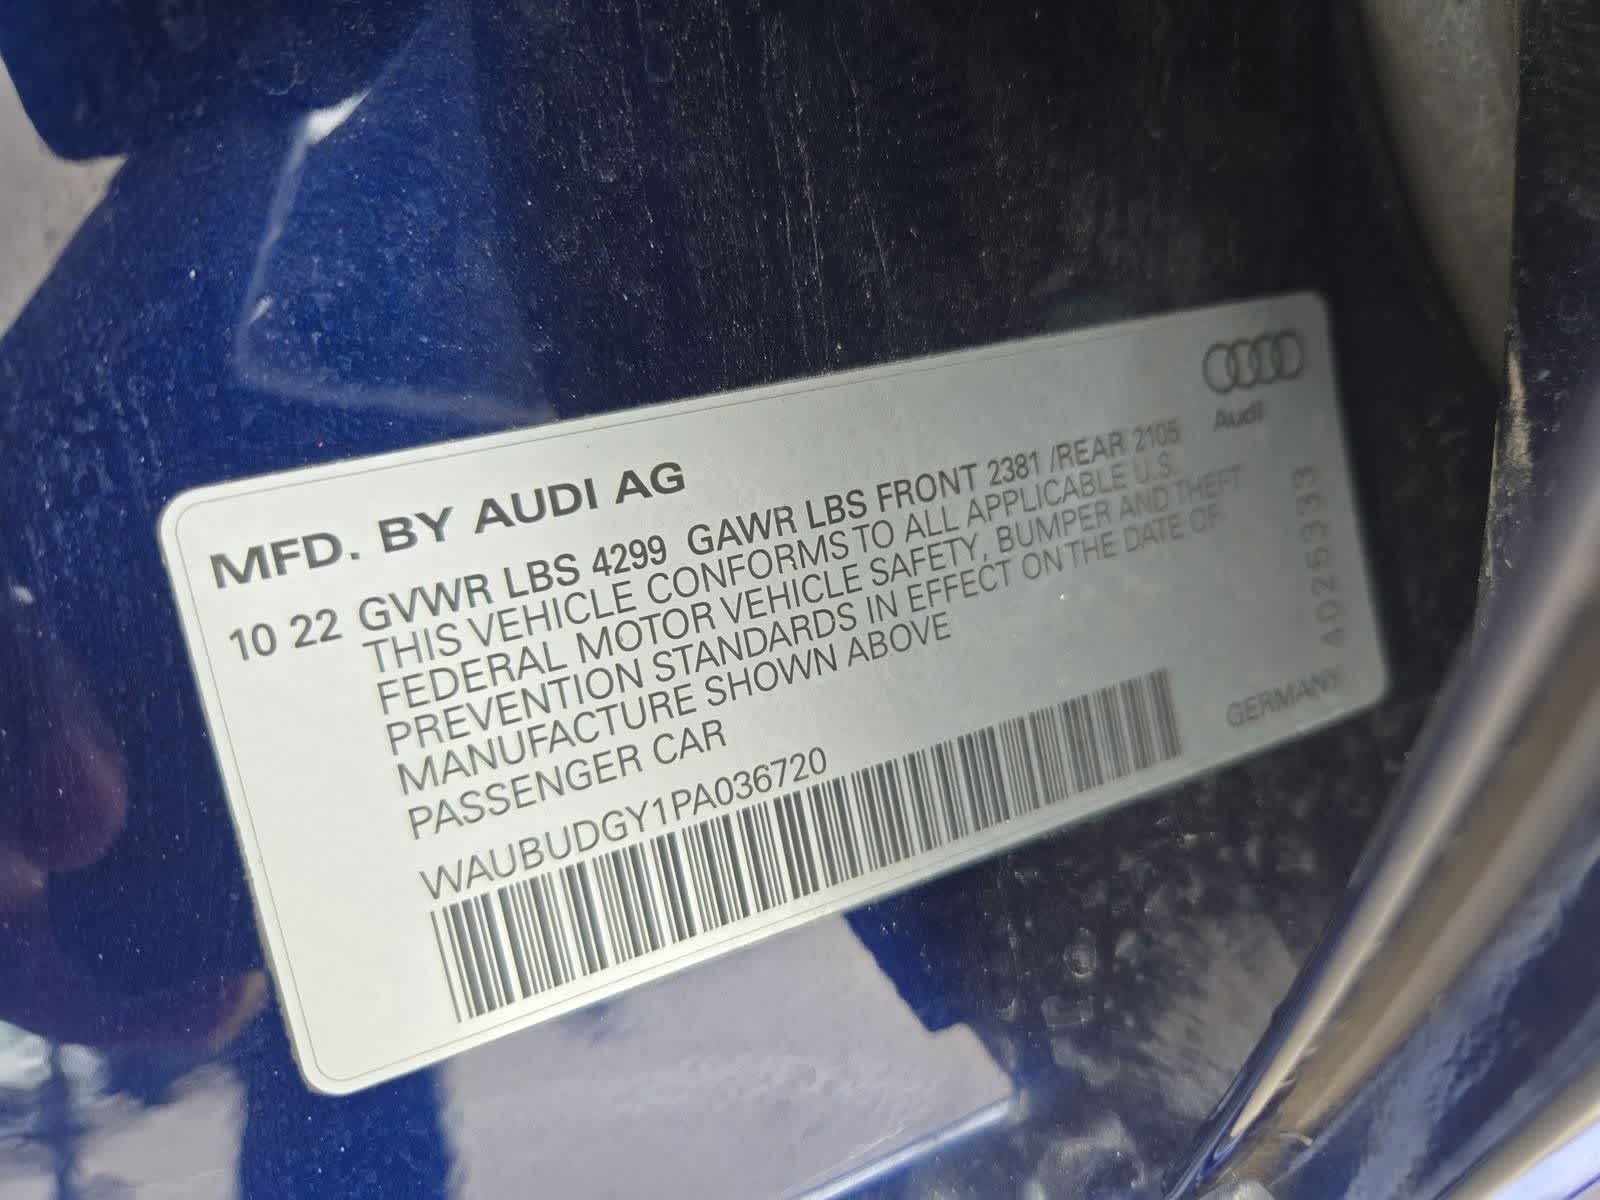 Audi
MFD. BY AUDI AG
10 22 GVWR LBS 4299 GAWR LBS FRONT 2381 /REAR 2105
THIS VEHICLE CONFORMS TO ALL APPLICABLE U.S.
FEDERAL MOTOR VEHICLE SAFETY, BUMPER AND THEFT
PREVENTION STANDARDS IN EFFECT ON THE DATE OF
MANUFACTURE SHOWN ABOVE
PASSENGER CAR
WAUBUDGY1PA036720
GERMANY
4D25333